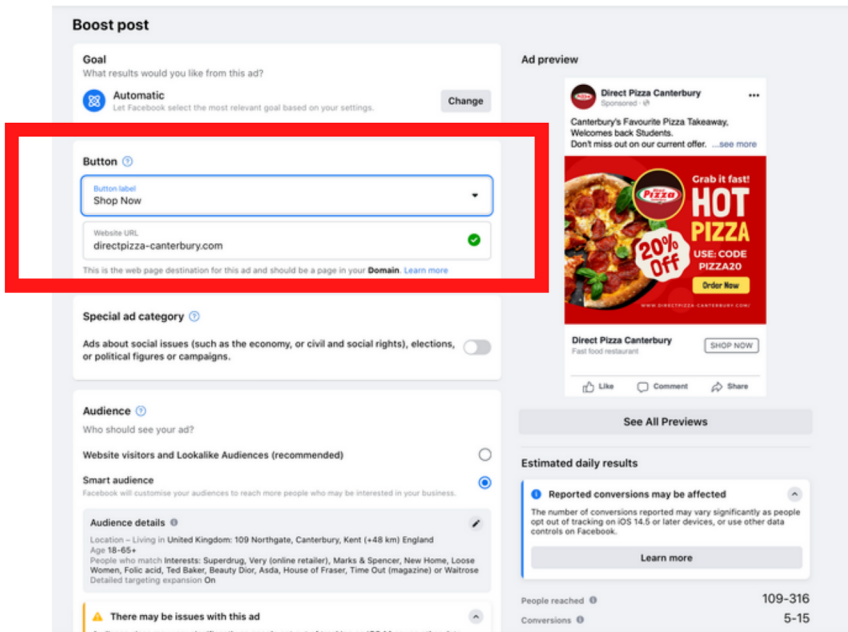 Boost post
Goal
What results would you like from this ad?
Automatic
Let Facebook select the most relevant goal based on your settings.
Change
Button
Button label
Shop Now
Website URL
directpizza-canterbury.com
This is the web page destination for this ad and should be a page in your Domain. Learn more
Special ad category
Ads about social issues (such as the economy, or civil and social rights), elections,
or political figures or campaigns.
Audience
Who should see your ad?
Website visitors and Lookalike Audiences (recommended)
Smart audience
Facebook will customise your audiences to reach more people who may be interested in your business.
Audience details
Location – Living in United Kingdom: 109 Northgate, Canterbury, Kent (+48 km) England
Age 18-65+
People who match Interests: Superdrug, Very (online retailer), Marks & Spencer, New Home, Loose
Women, Folic acid, Ted Baker, Beauty Dior, Asda, House of Fraser, Time Out (magazine) or Waitrose
Detailed targeting expansion On
There may be issues with this ad
Ad preview
Direct Pizza Canterbury
Sponsored ·
Canterbury's Favourite Pizza Takeaway,
Welcomes back Students.
Don't miss out on our current offer. ...see more
Direct
Pizza
Grab it fast!
HOT
PIZZA
20%
Off
USE: CODE
PIZZA20
Order Now
WWW.DIRECTPIZZA-CANTERBURY.COM/
Direct Pizza Canterbury
Fast food restaurant
SHOP NOW
Like
Comment
Share
See All Previews
Estimated daily results
Reported conversions may be affected
The number of conversions reported may vary significantly as people
opt out of tracking on iOS 14.5 or later devices, or use other data
controls on Facebook.
Learn more
People reached
109-316
Conversions
5-15